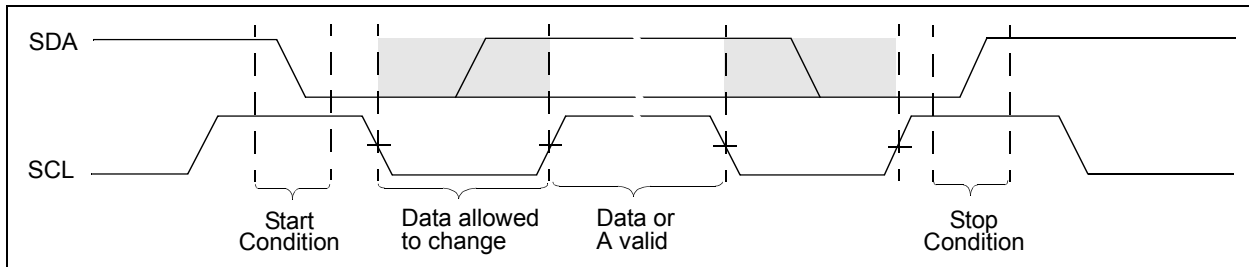 SDA
SCL
Start
Condition
Data allowed
to change
Data or
A valid
Stop
Condition